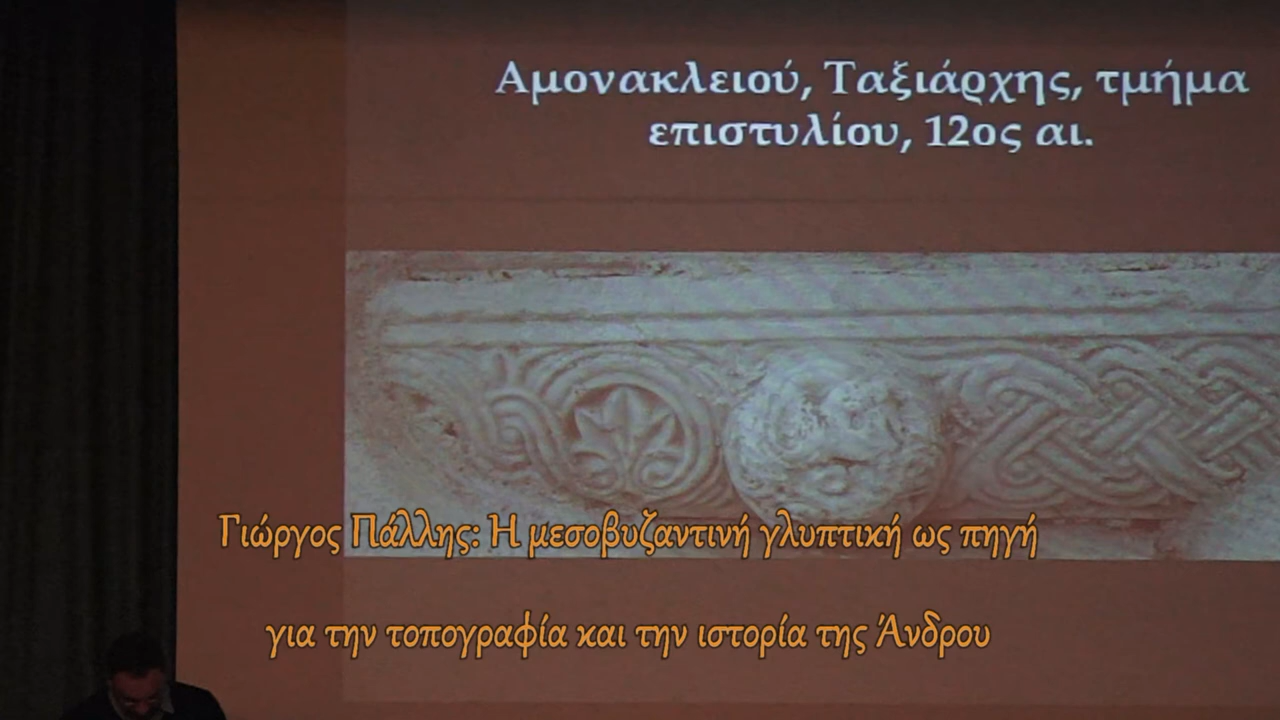 Αμονακλειού, Ταξιάρχης, τμήμα
επιστυλίου, 12ος αι.
Γιώργος Πάλλης: Η μεσοβυζαντινή γλυπτική ως πηγή
για την τοπογραφία και την ιστορία της Άνδρου